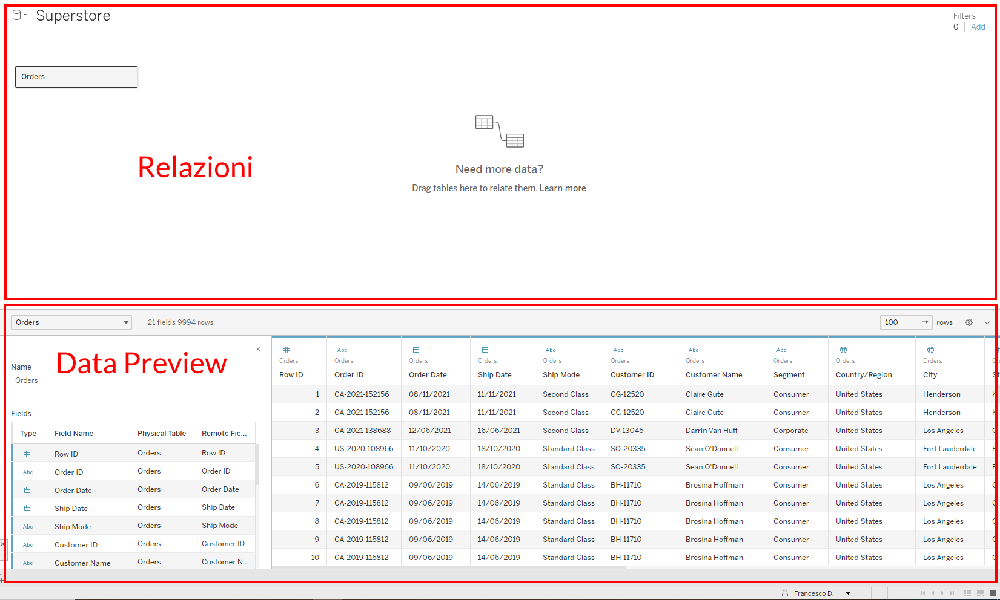 Superstore
Filters
0 Add
Orders
Relazioni
Need more data?
Drag tables here to relate them. Learn more
Orders 21 fields 9994 rows 100 rows
Data Preview
Name
Orders
Fields
Type Field Name Physical Table Remote Fie...
# Row ID Orders Row ID
Abc Order ID Orders Order ID
Order Date Orders Order Date
Ship Date Orders Ship Date
Abc Ship Mode Orders Ship Mode
Abc Customer ID Orders Customer ID
Abc Customer Name Orders Customer N...
# Abc Abc Abc Abc Abc
Orders Orders Orders Orders Orders Orders Orders Orders Orders Orders
Row ID Order ID Order Date Ship Date Ship Mode Customer ID Customer Name Segment Country/Region City
1 CA-2021-152156 08/11/2021 11/11/2021 Second Class CG-12520 Claire Gute Consumer United States Henderson
2 CA-2021-152156 08/11/2021 11/11/2021 Second Class CG-12520 Claire Gute Consumer United States Henderson
3 CA-2021-138688 12/06/2021 16/06/2021 Second Class DV-13045 Darrin Van Huff Corporate United States Los Angeles
4 US-2020-108966 11/10/2020 18/10/2020 Standard Class SO-20335 Sean O'Donnell Consumer United States Fort Lauderdale
5 US-2020-108966 11/10/2020 18/10/2020 Standard Class SO-20335 Sean O'Donnell Consumer United States Fort Lauderdale
6 CA-2019-115812 09/06/2019 14/06/2019 Standard Class BH-11710 Brosina Hoffman Consumer United States Los Angeles
7 CA-2019-115812 09/06/2019 14/06/2019 Standard Class BH-11710 Brosina Hoffman Consumer United States Los Angeles
8 CA-2019-115812 09/06/2019 14/06/2019 Standard Class BH-11710 Brosina Hoffman Consumer United States Los Angeles
9 CA-2019-115812 09/06/2019 14/06/2019 Standard Class BH-11710 Brosina Hoffman Consumer United States Los Angeles
10 CA-2019-115812 09/06/2019 14/06/2019 Standard Class BH-11710 Brosina Hoffman Consumer United States Los Angeles
Francesco D.